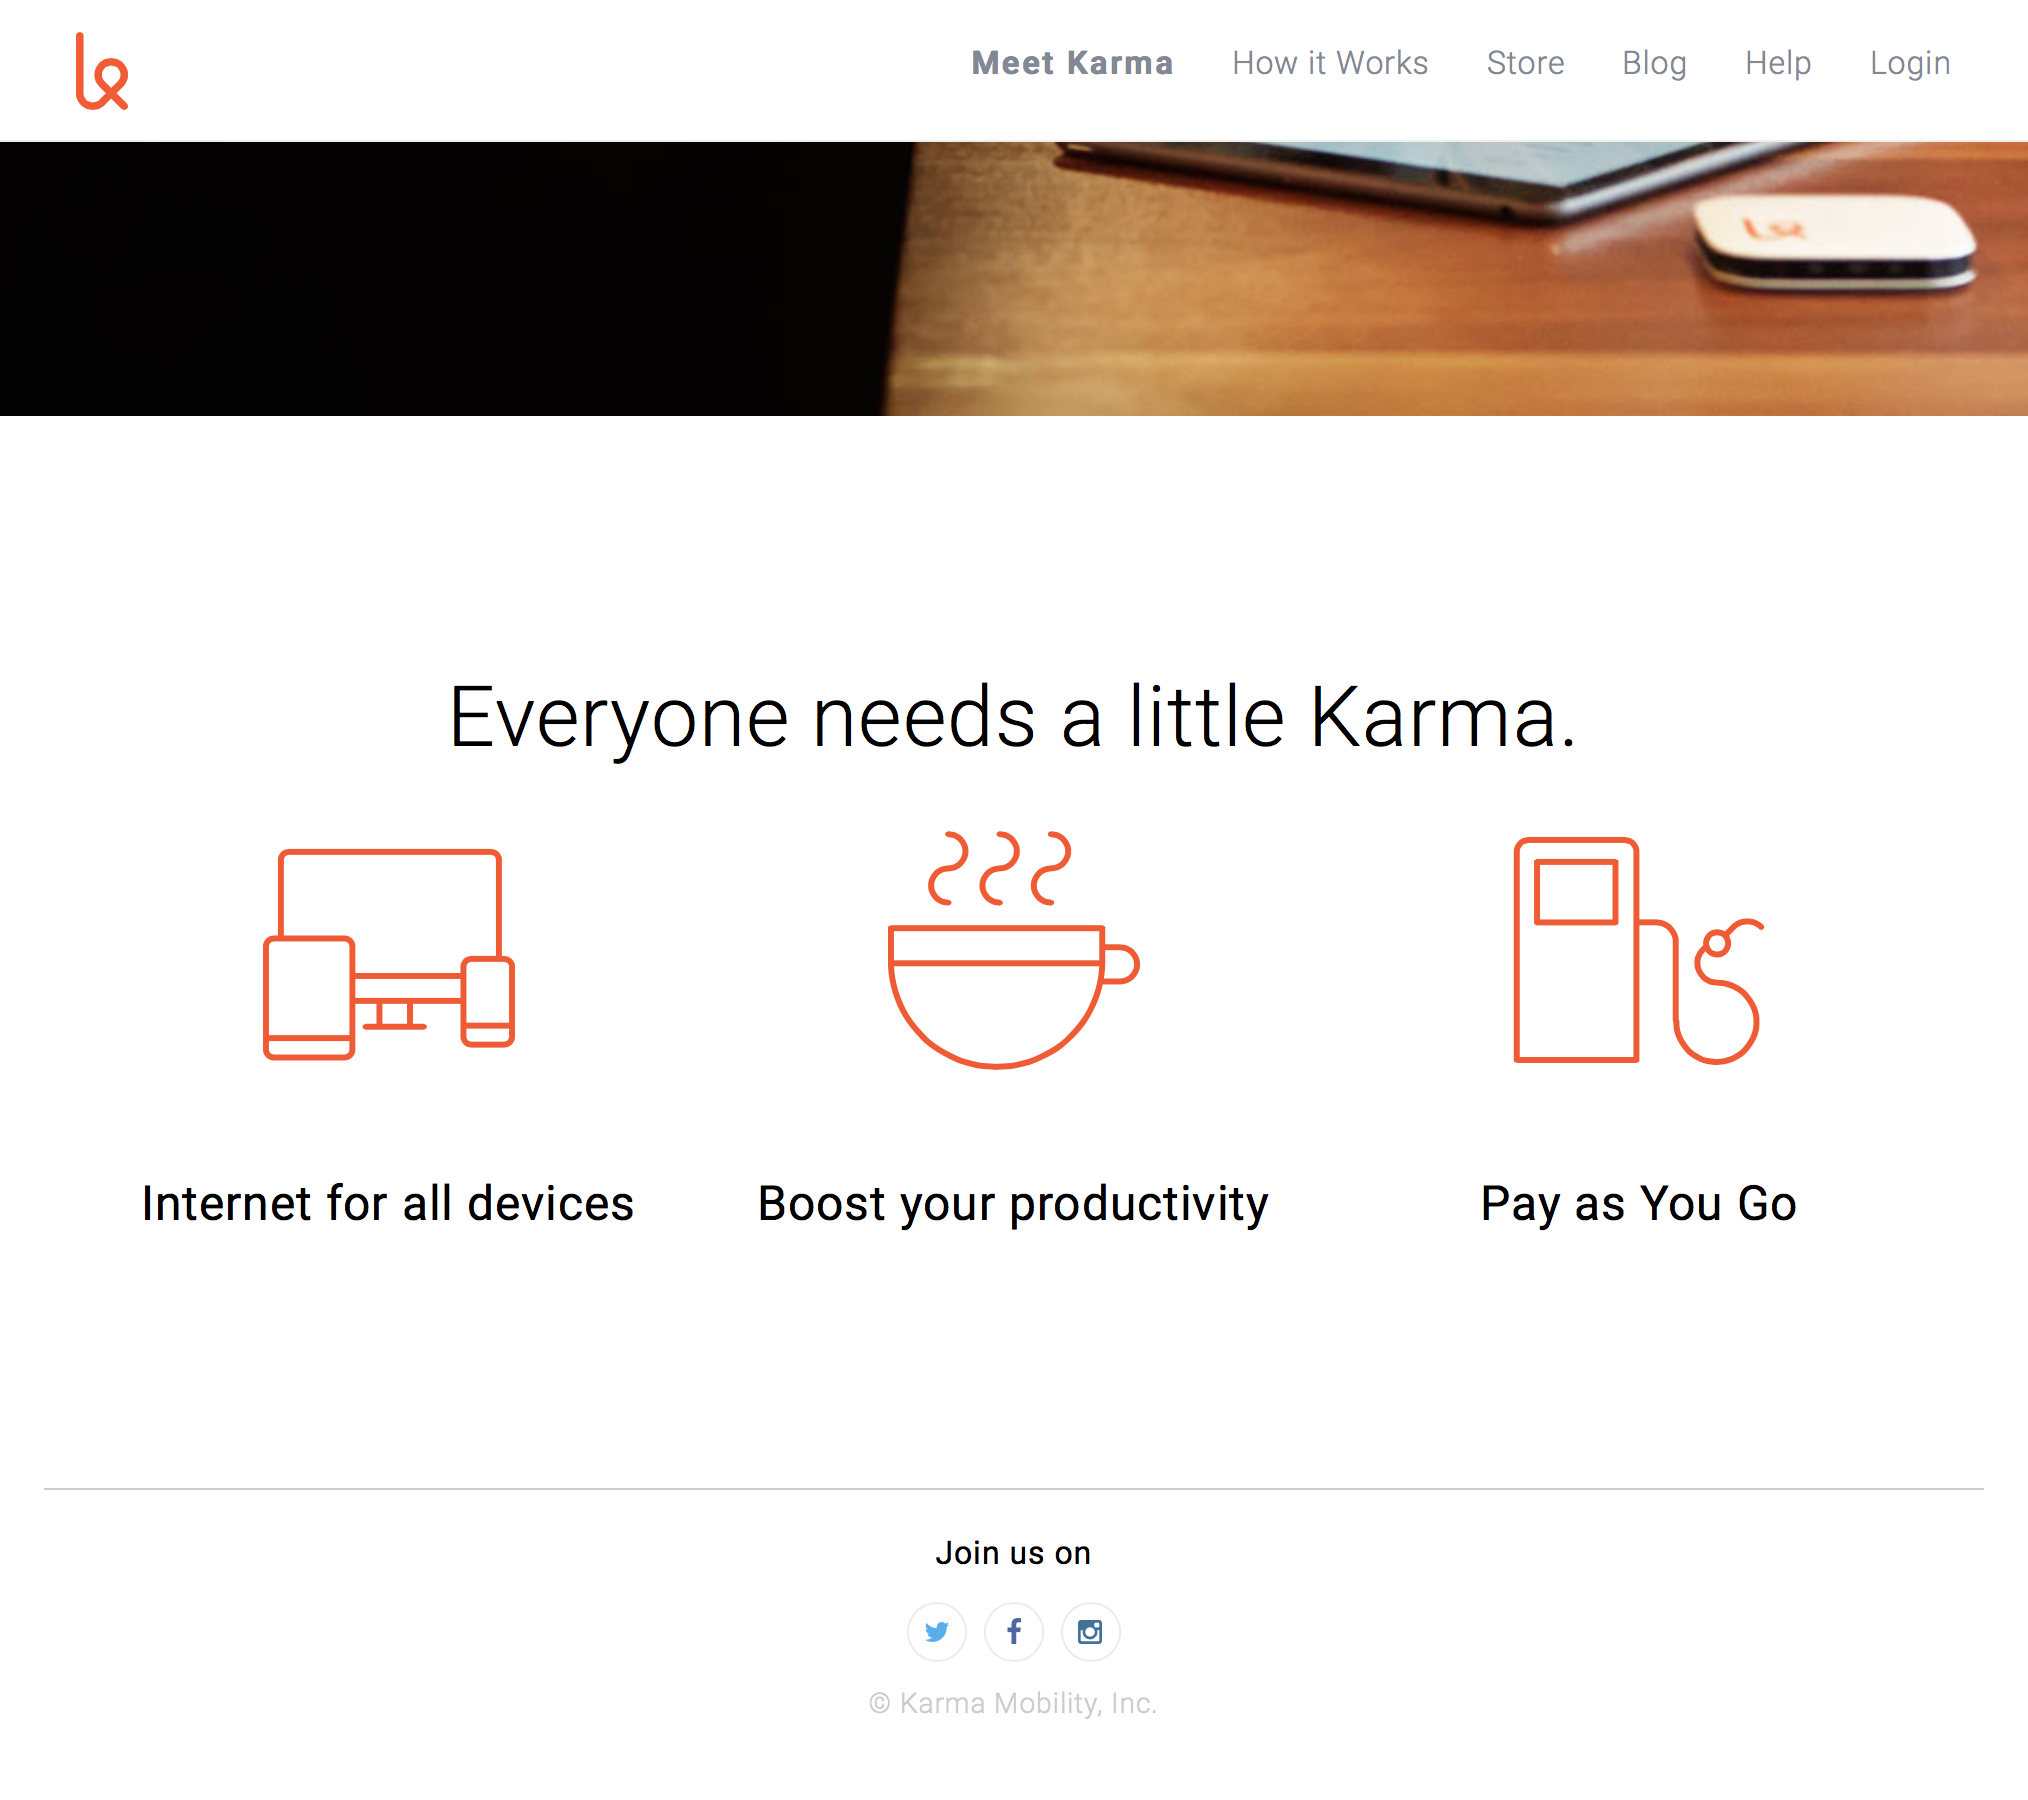 Meet Karma How it Works Store Blog Help Login
Everyone needs a little Karma.
Internet for all devices Boost your productivity Pay as You Go
Join us on
© Karma Mobility, Inc.